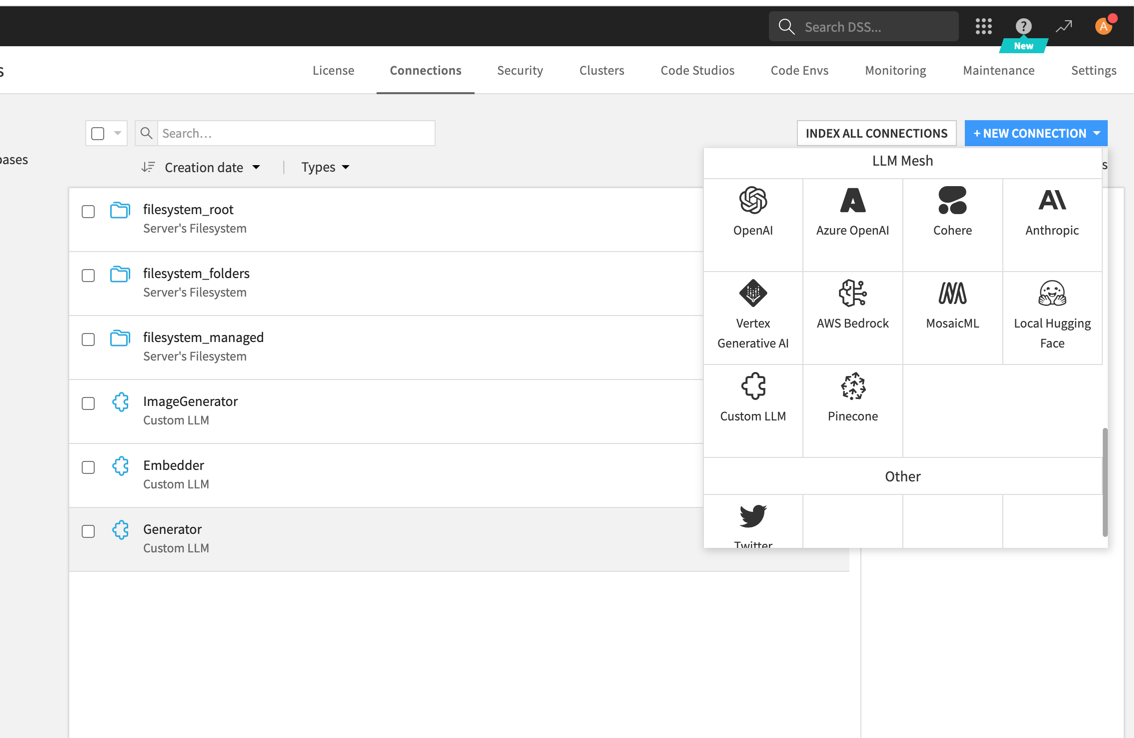 Search DSS...
New
s
License
Connections
Security
Clusters
Code Studios
Code Envs
Monitoring
Maintenance
Settings
bases
Search...
INDEX ALL CONNECTIONS
+ NEW CONNECTION
Creation date
Types
s
filesystem_root
Server's Filesystem
filesystem_folders
Server's Filesystem
filesystem_managed
Server's Filesystem
ImageGenerator
Custom LLM
Embedder
Custom LLM
Generator
Custom LLM
LLM Mesh
OpenAI
Azure OpenAI
Cohere
Anthropic
Vertex
Generative AI
AWS Bedrock
MosaicML
Local Hugging
Face
Custom LLM
Pinecone
Other
Twitter